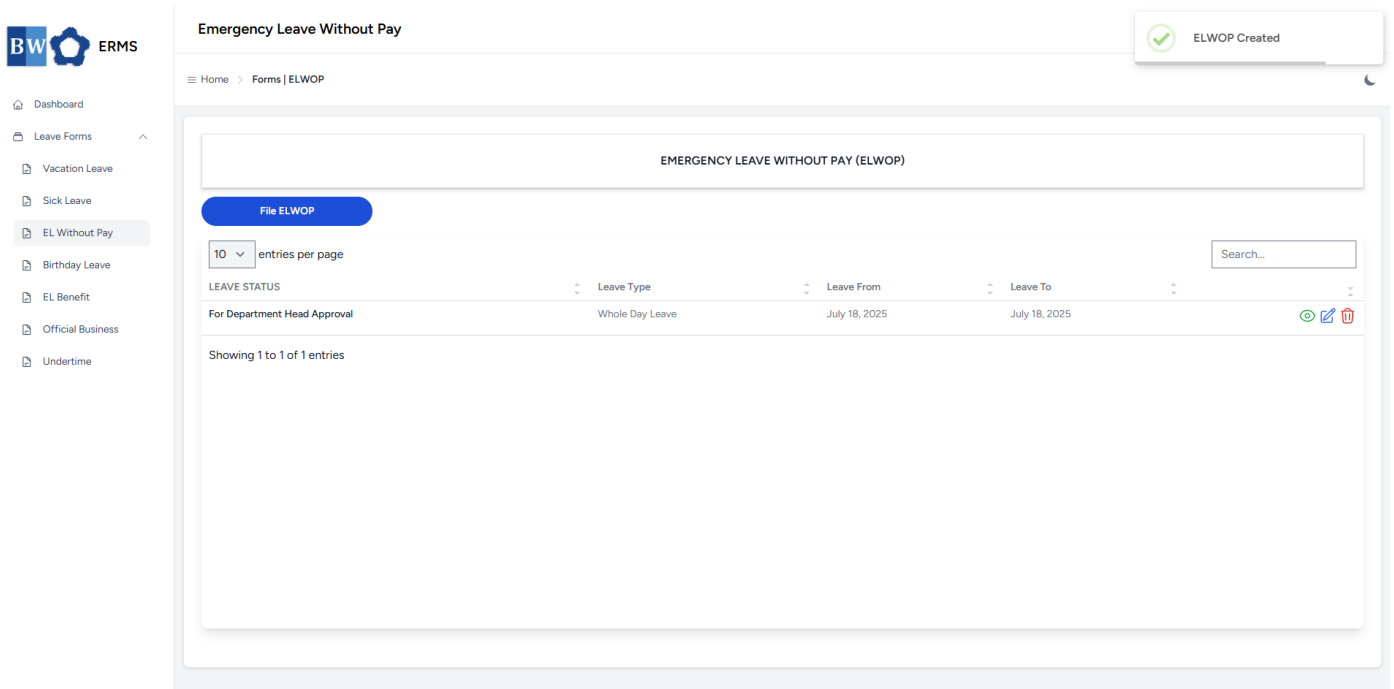 Emergency Leave Without Pay
ELWOP Created
BW ERMS
Home > Forms | ELWOP
Dashboard
Leave Forms
Vacation Leave
Sick Leave
EL Without Pay
Birthday Leave
EL Benefit
Official Business
Undertime
EMERGENCY LEAVE WITHOUT PAY (ELWOP)
File ELWOP
10 entries per page
Search...
LEAVE STATUS Leave Type Leave From Leave To
For Department Head Approval Whole Day Leave July 18, 2025 July 18, 2025
Showing 1 to 1 of 1 entries